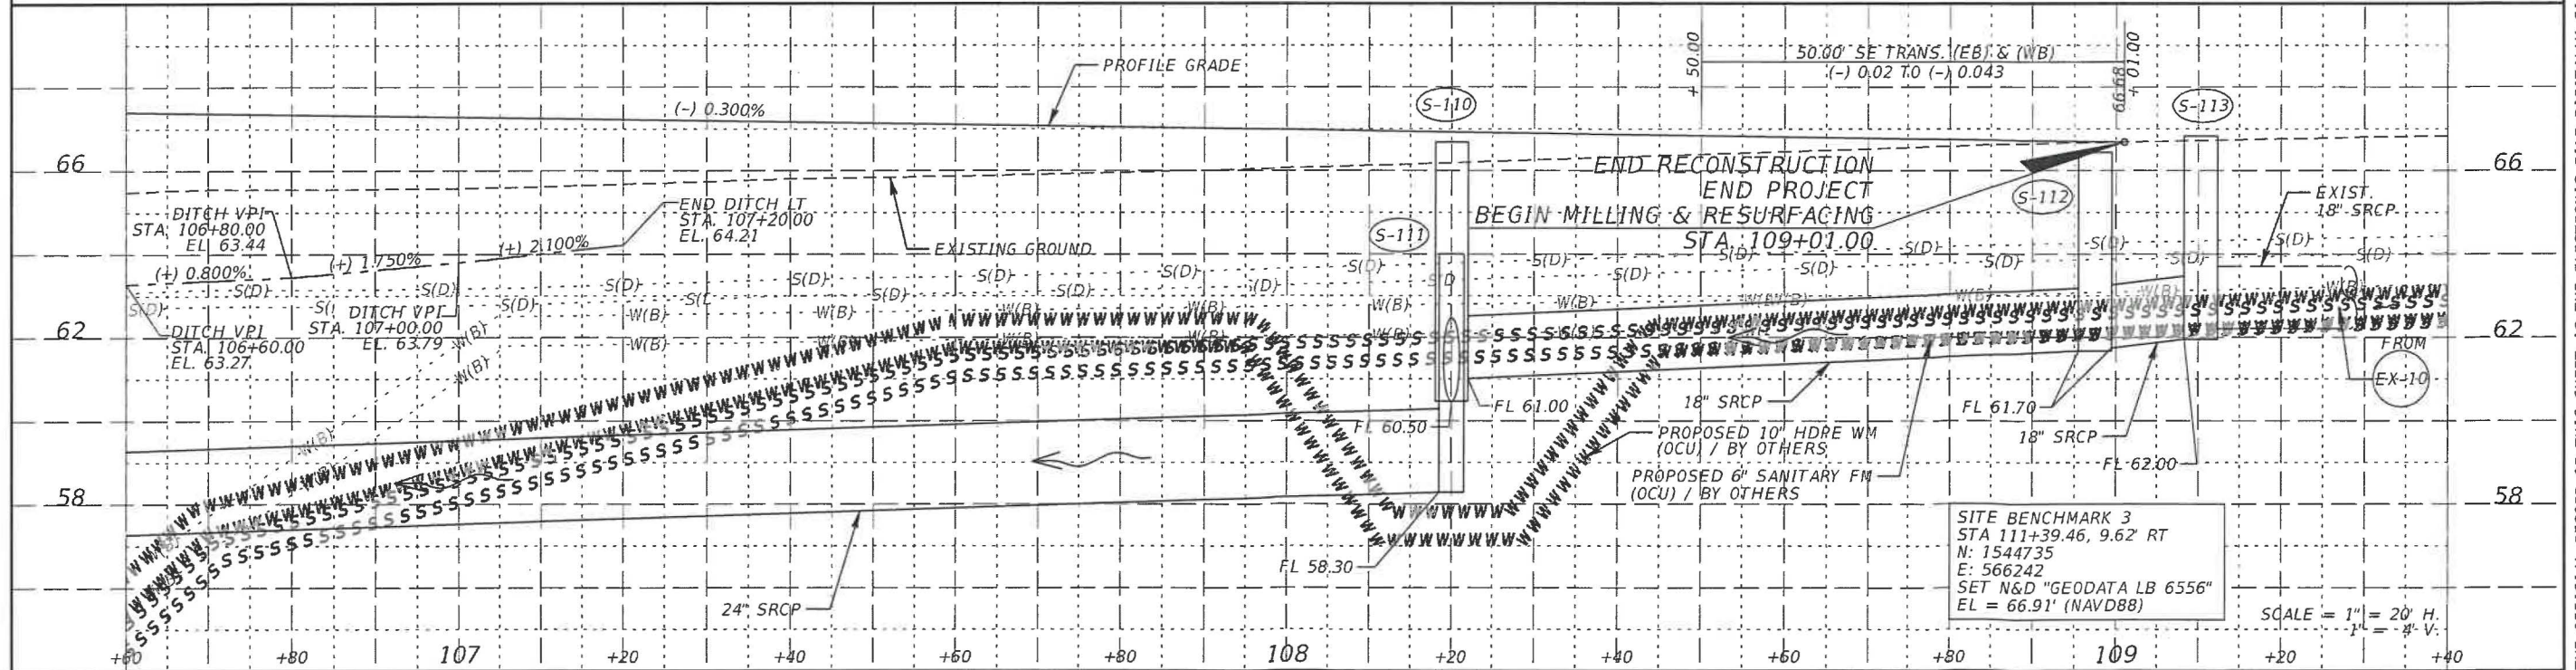 PROFILE GRADE
(-) 0.300%
+ 50.00
50.00' SE TRANS. (EB) & (WB)
(-) 0.02 TO (-) 0.043
66.68
+ 01.00
S-110
S-113
66
66
END RECONSTRUCTION
END PROJECT
BEGIN MILLING & RESURFACING
STA. 109+01.00
S-112
S-111
EXIST.
18" SRCP
DITCH VPI
STA. 106+80.00
EL. 63.44
END DITCH LT
STA. 107+20.00
EL. 64.21
EXISTING GROUND
(+) 0.800%
(+) 1.750%
(+) 2.100%
DITCH VPI
STA. 107+00.00
EL. 63.79
DITCH VPI
STA. 106+60.00
EL. 63.27
62
62
FROM
EX-10
FL 61.00
FL 60.50
18" SRCP
FL 61.70
18" SRCP
FL 62.00
PROPOSED 10" HDPE WM
(OCU) / BY OTHERS
PROPOSED 6" SANITARY FM
(OCU) / BY OTHERS
58
58
FL 58.30
24" SRCP
SITE BENCHMARK 3
STA 111+39.46, 9.62' RT
N: 1544735
E: 566242
SET N&D "GEODATA LB 6556"
EL = 66.91' (NAVD88)
SCALE = 1" = 20' H.
1" = 4' V.
+60 +80 107 +20 +40 +60 +80 108 +20 +40 +60 +80 109 +20 +40